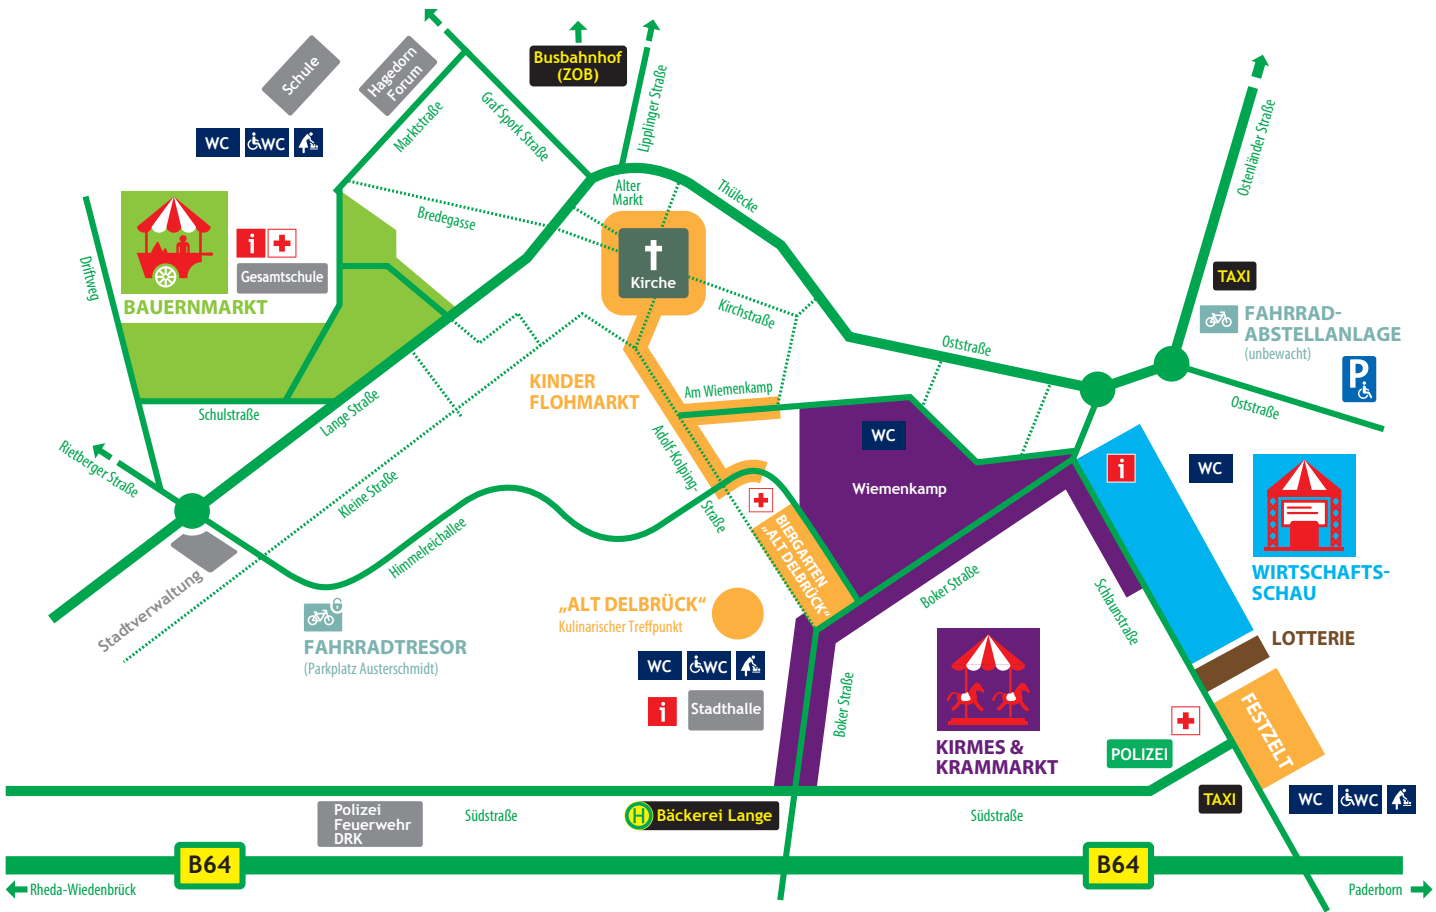 Schule
Hagedorn
Forum
Busbahnhof
(ZOB)
Lipplinger Straße
Graf Spork Straße
Marktstraße
WC
WC
Ostenländer Straße
Alter
Markt
Thülecke
Bredegasse
Driftweg
i
Gesamtschule
BAUERNMARKT
Kirche
Kirchstraße
TAXI
FAHRRAD-
ABSTELLANLAGE
(unbewacht)
P
Oststraße
Oststraße
KINDER
FLOHMARKT
Am Wiemenkamp
Schulstraße
Lange Straße
Rietberger Straße
Kleine Straße
Adolf-Kolping-
Straße
WC
Wiemenkamp
i
WC
Himmelreichallee
BIERGARTEN
„ALT DELBRÜCK“
Boker Straße
Schlaunstraße
WIRTSCHAFTS-
SCHAU
Stadtverwaltung
FAHRRADTRESOR
(Parkplatz Austerschmidt)
„ALT DELBRÜCK“
Kulinarischer Treffpunkt
WC
WC
i
Stadthalle
Boker Straße
LOTTERIE
FESTZELT
KIRMES &
KRAMMARKT
POLIZEI
TAXI
WC
WC
Polizei
Feuerwehr
DRK
Südstraße
H
Bäckerei Lange
Südstraße
B64
B64
Rheda-Wiedenbrück
Paderborn